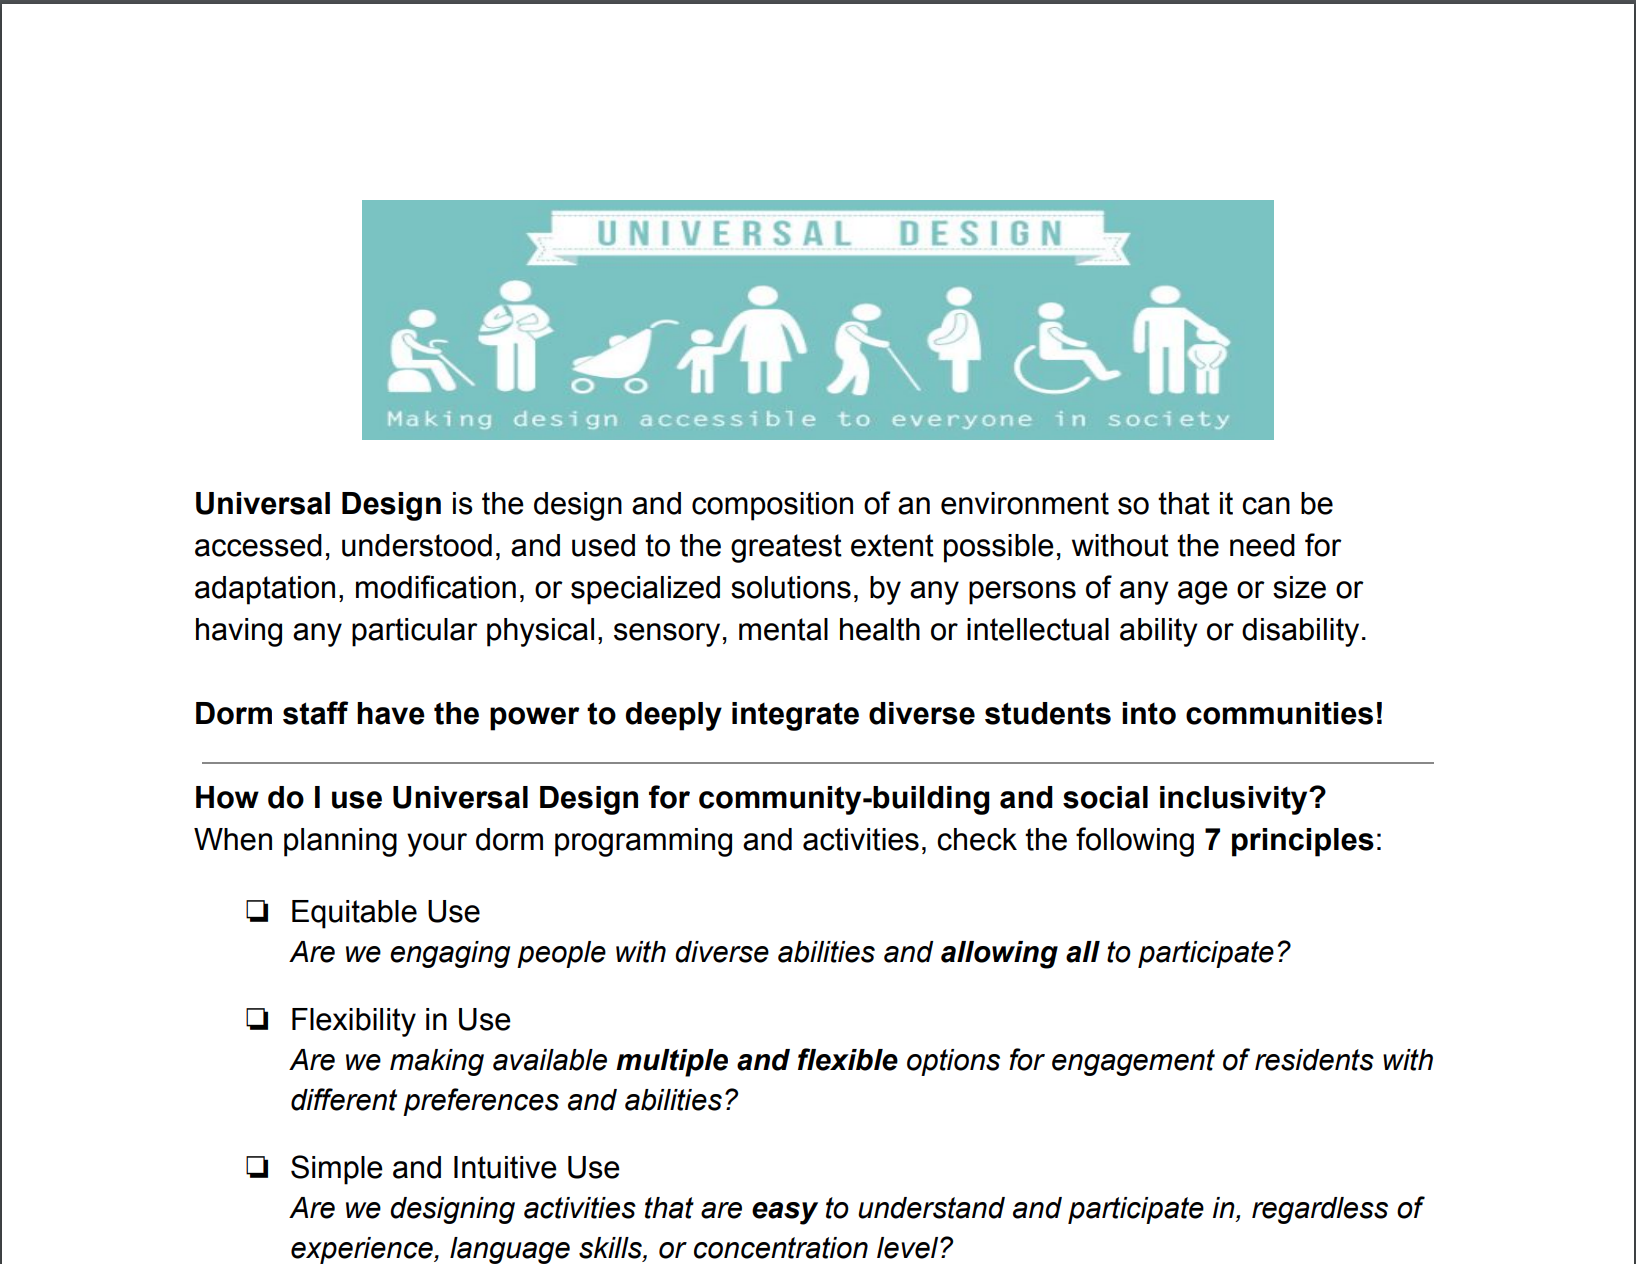 UNIVERSAL DESIGN
Making design accessible to everyone in society
Universal Design is the design and composition of an environment so that it can be
accessed, understood, and used to the greatest extent possible, without the need for
adaptation, modification, or specialized solutions, by any persons of any age or size or
having any particular physical, sensory, mental health or intellectual ability or disability.
Dorm staff have the power to deeply integrate diverse students into communities!
How do I use Universal Design for community-building and social inclusivity?
When planning your dorm programming and activities, check the following 7 principles:
❏ Equitable Use
Are we engaging people with diverse abilities and allowing all to participate?
❏ Flexibility in Use
Are we making available multiple and flexible options for engagement of residents with
different preferences and abilities?
❏ Simple and Intuitive Use
Are we designing activities that are easy to understand and participate in, regardless of
experience, language skills, or concentration level?